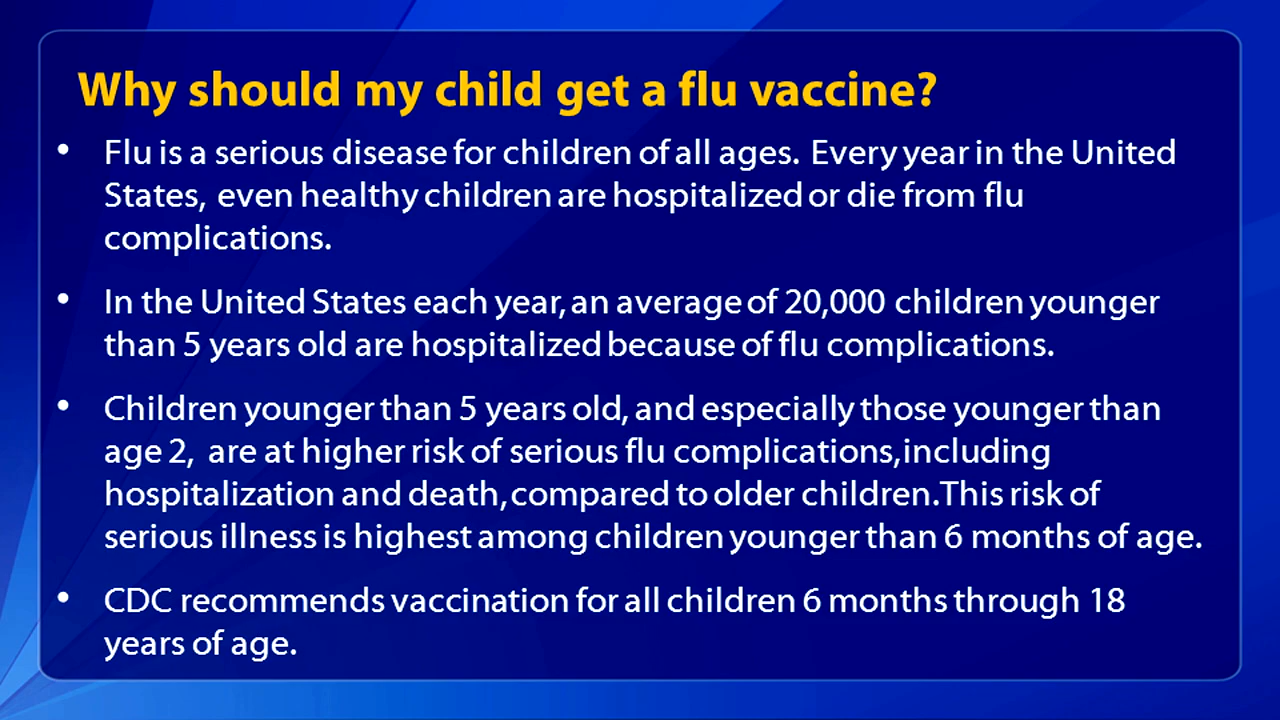 Why should my child get a flu vaccine?
• Flu is a serious disease for children of all ages. Every year in the United
States, even healthy children are hospitalized or die from flu
complications.
• In the United States each year, an average of 20,000 children younger
than 5 years old are hospitalized because of flu complications.
• Children younger than 5 years old, and especially those younger than
age 2, are at higher risk of serious flu complications, including
hospitalization and death, compared to older children. This risk of
serious illness is highest among children younger than 6 months of age.
• CDC recommends vaccination for all children 6 months through 18
years of age.